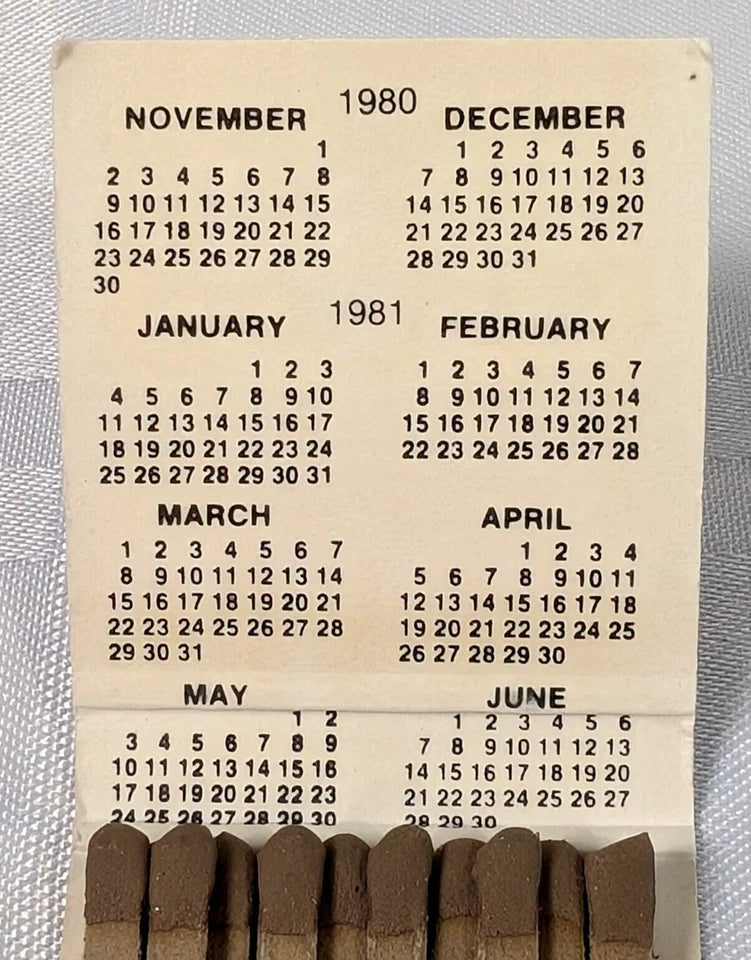 1980
NOVEMBER
1
2 3 4 5 6 7 8
9 10 11 12 13 14 15
16 17 18 19 20 21 22
23 24 25 26 27 28 29
30
DECEMBER
1 2 3 4 5 6
7 8 9 10 11 12 13
14 15 16 17 18 19 20
21 22 23 24 25 26 27
28 29 30 31
1981
JANUARY
1 2 3
4 5 6 7 8 9 10
11 12 13 14 15 16 17
18 19 20 21 22 23 24
25 26 27 28 29 30 31
FEBRUARY
1 2 3 4 5 6 7
8 9 10 11 12 13 14
15 16 17 18 19 20 21
22 23 24 25 26 27 28
MARCH
1 2 3 4 5 6 7
8 9 10 11 12 13 14
15 16 17 18 19 20 21
22 23 24 25 26 27 28
29 30 31
APRIL
1 2 3 4
5 6 7 8 9 10 11
12 13 14 15 16 17 18
19 20 21 22 23 24 25
26 27 28 29 30
MAY
1 2
3 4 5 6 7 8 9
10 11 12 13 14 15 16
17 18 19 20 21 22 23
24 25 26 27 28 29 30
JUNE
1 2 3 4 5 6
7 8 9 10 11 12 13
14 15 16 17 18 19 20
21 22 23 24 25 26 27
28 29 30